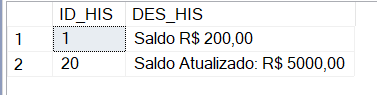 ID_HIS DES_HIS
1 1 Saldo R$ 200,00
2 20 Saldo Atualizado: R$ 5000,00